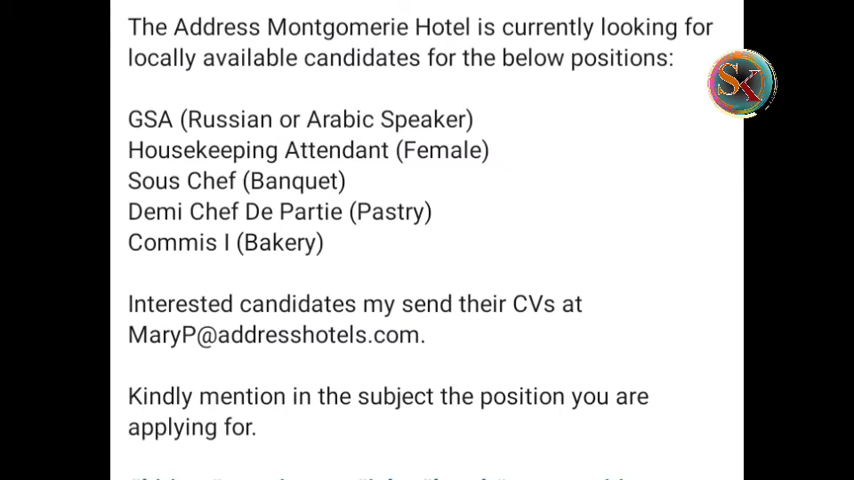 The Address Montgomerie Hotel is currently looking for
locally available candidates for the below positions:
GSA (Russian or Arabic Speaker)
Housekeeping Attendant (Female)
Sous Chef (Banquet)
Demi Chef De Partie (Pastry)
Commis I (Bakery)
Interested candidates my send their CVs at
MaryP@addresshotels.com.
Kindly mention in the subject the position you are
applying for.
SK